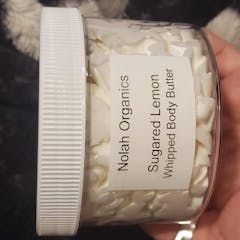 Nolah Organics
Sugared Lemon
Whipped Body Butter